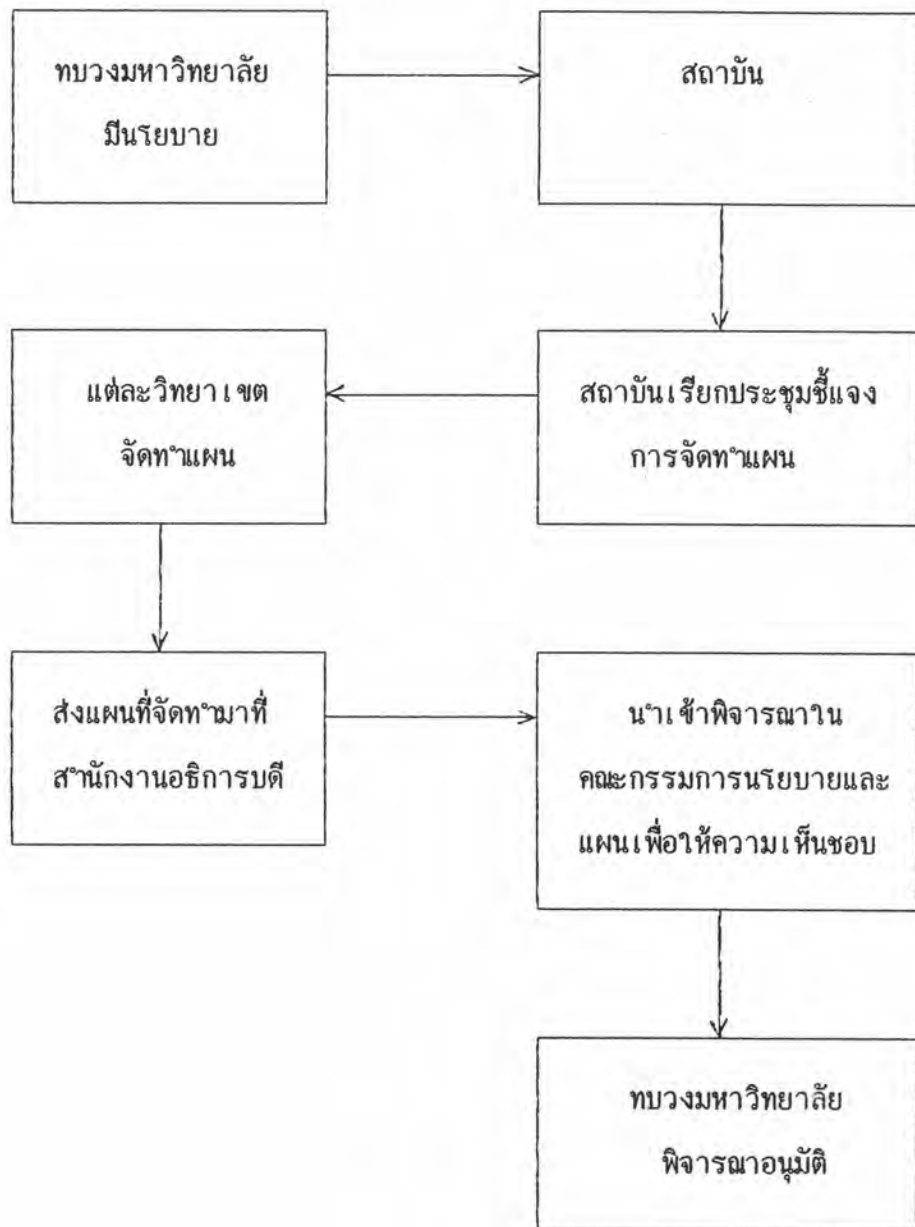 ทบวงมหาวิทยาลัย
มีนโยบาย
สถาบัน
สถาบันเรียกประชุมชี้แจง
การจัดทำแผน
แต่ละวิทยาเขต
จัดทำแผน
ส่งแผนที่จัดทำมาที่
สำนักงานอธิการบดี
นำเข้าพิจารณาใน
คณะกรรมการนโยบายและ
แผนเพื่อให้ความเห็นชอบ
ทบวงมหาวิทยาลัย
พิจารณาอนุมัติ